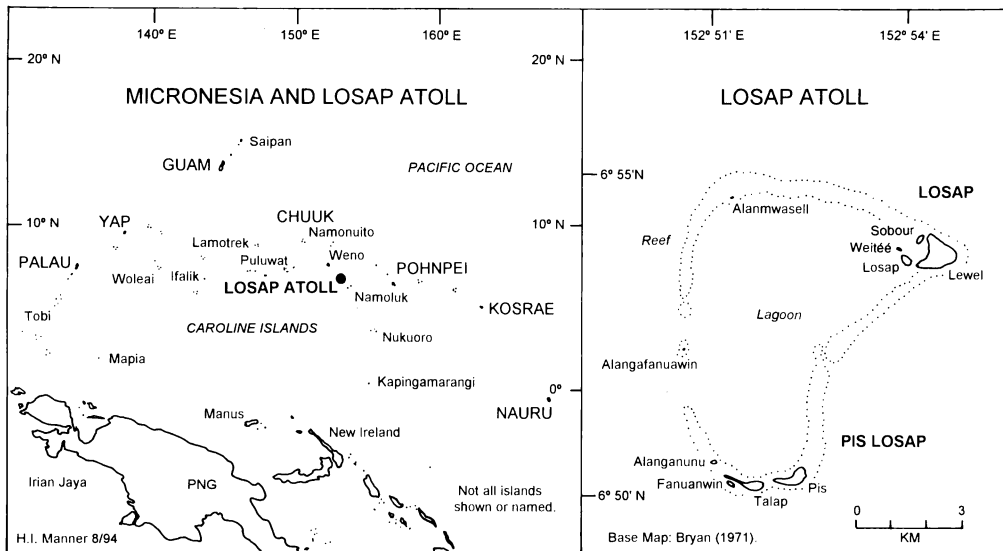 140° E
150° E
160° E
20° N
20° N
MICRONESIA AND LOSAP ATOLL
Saipan
GUAM
PACIFIC OCEAN
10° N
10° N
YAP
CHUUK
Namonuito
Lamotrek
Weno
Puluwat
PALAU
POHNPEI
Woleai
Ifalik
LOSAP ATOLL
Namoluk
KOSRAE
Tobi
CAROLINE ISLANDS
Nukuoro
Mapia
Kapingamarangi
0°
NAURU
Manus
New Ireland
Irian Jaya
PNG
Not all islands
shown or named.
H.I. Manner 8/94
152° 51' E
152° 54' E
LOSAP ATOLL
6° 55'N
LOSAP
Alanmwasell
Reef
Sobour
Weitéé
Losap
Lewel
Lagoon
Alangafanuawin
PIS LOSAP
Alanganunu
Fanuanwin
Pis
6° 50' N
Talap
0
3
KM
Base Map: Bryan (1971).